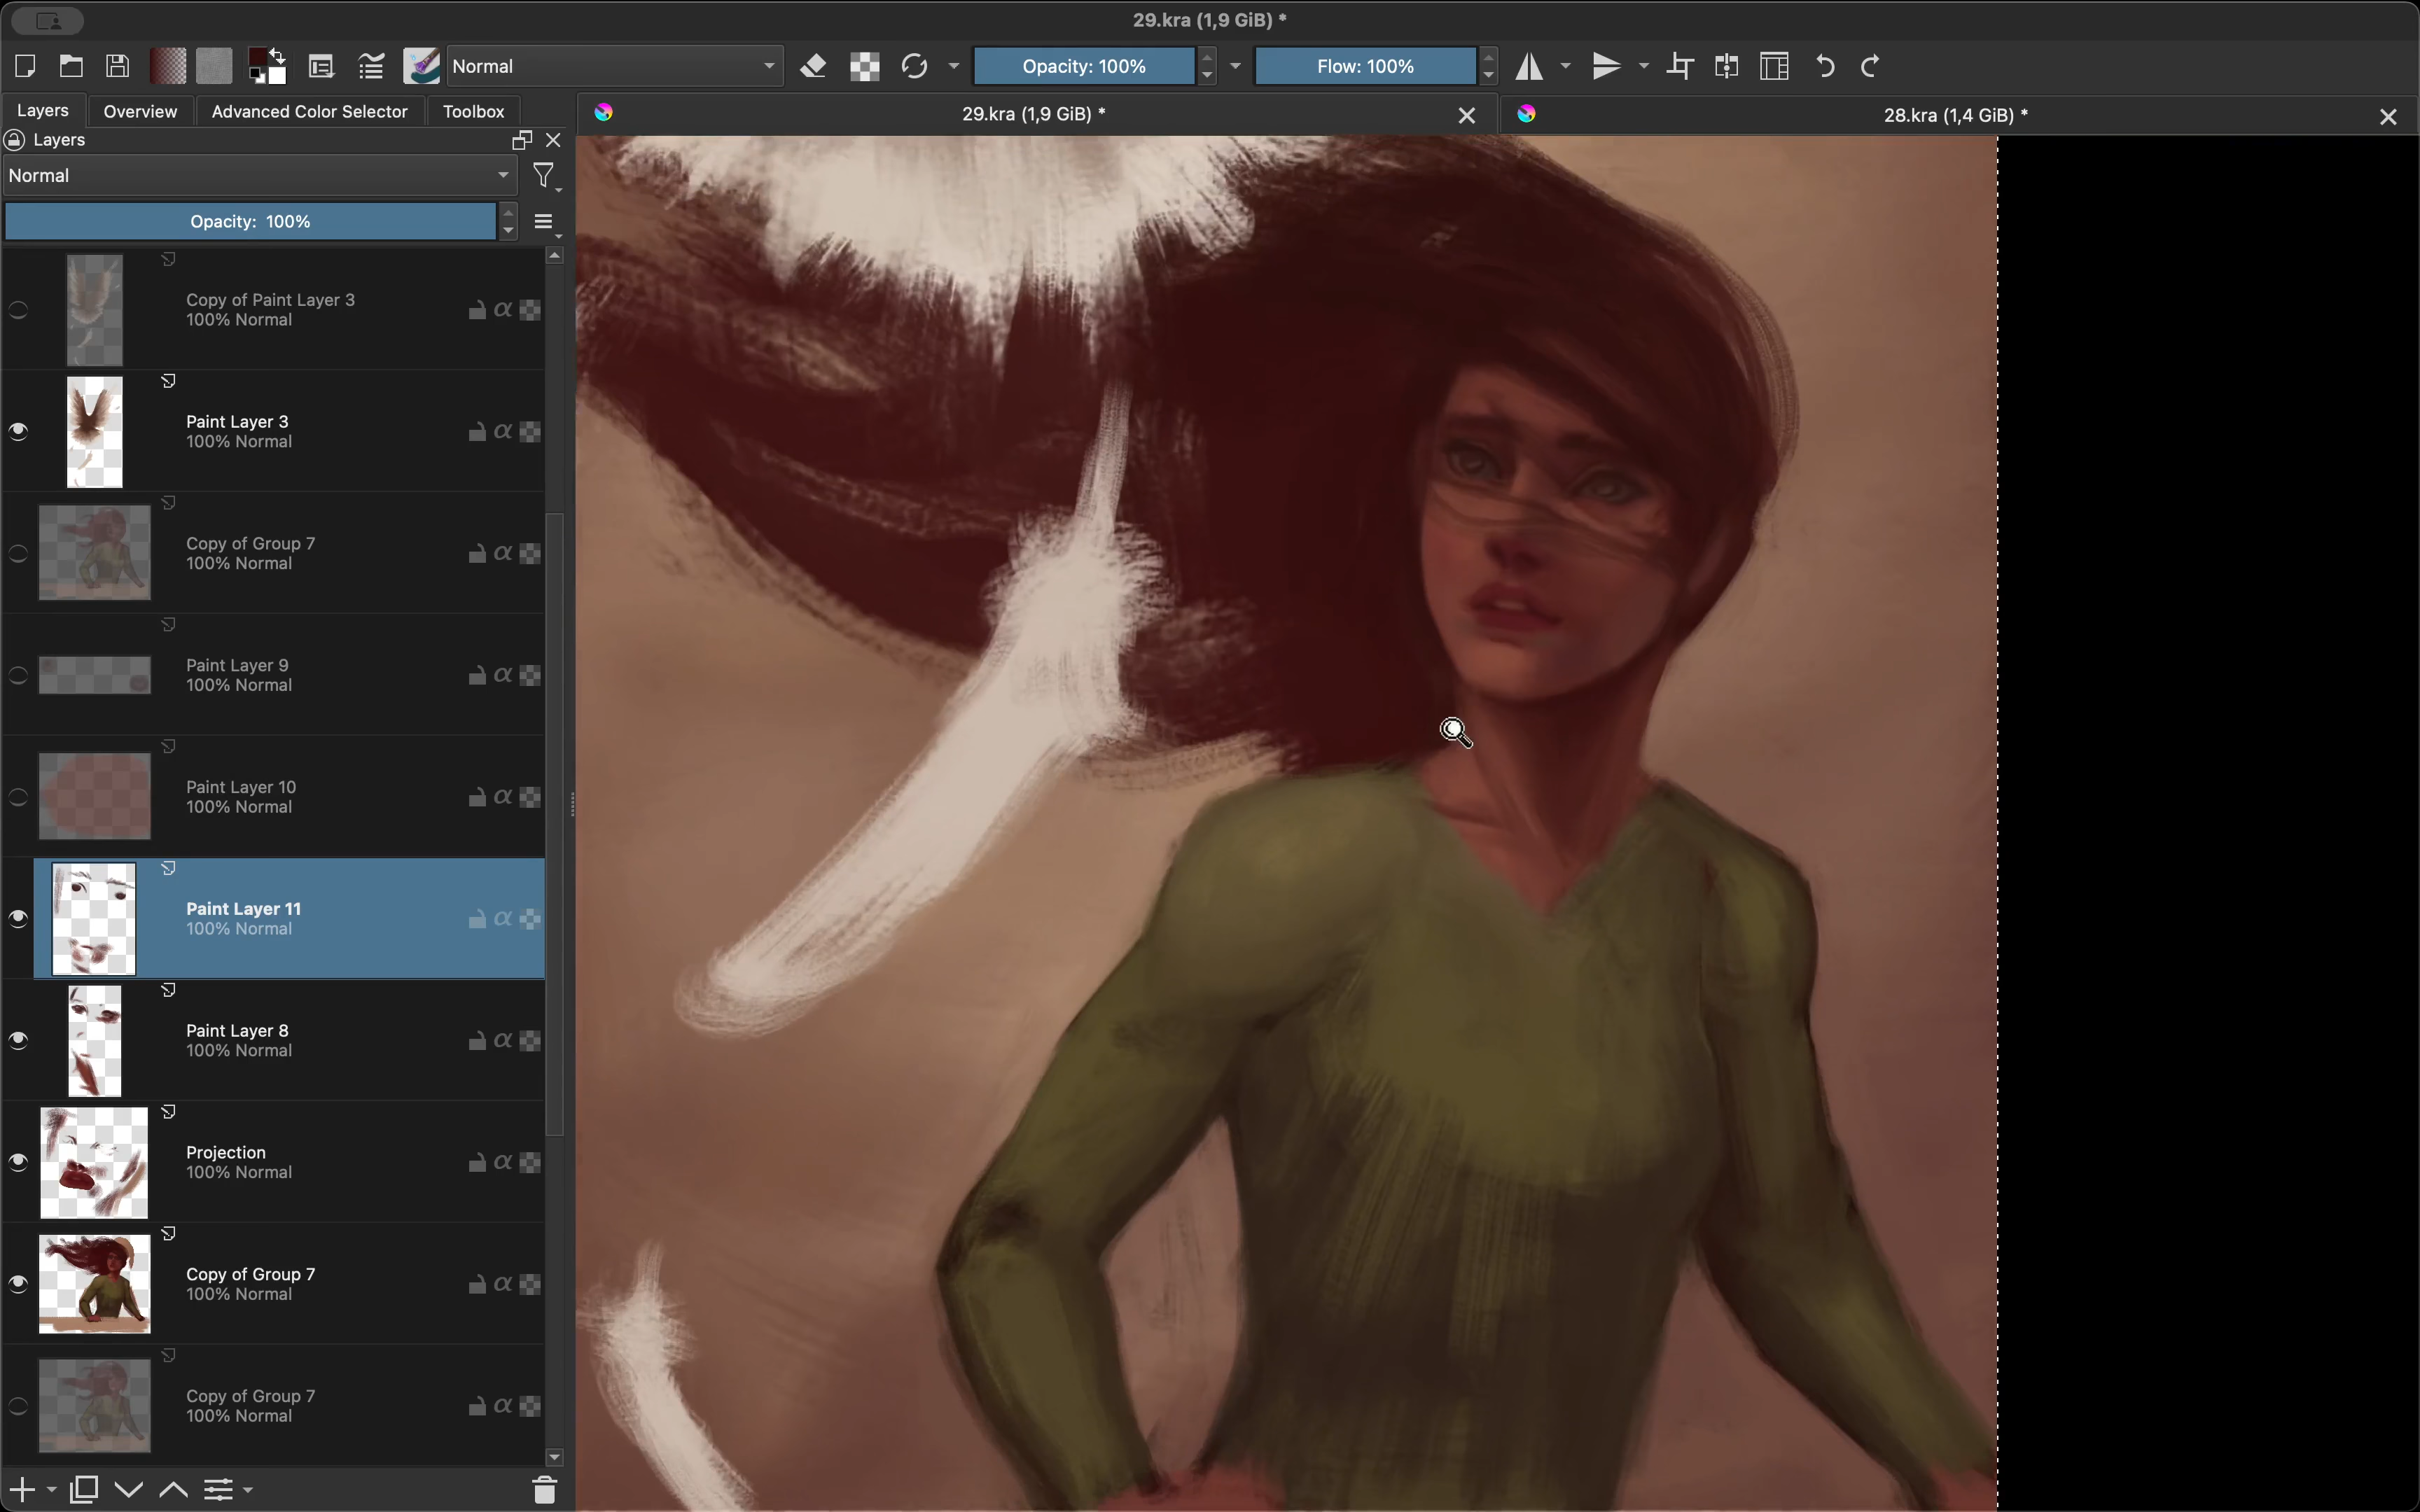 29.kra (1,9 GiB) *
Normal
Opacity: 100%
Flow: 100%
Layers
Overview
Advanced Color Selector
Toolbox
29.kra (1,9 GiB) *
28.kra (1,4 GiB) *
Layers
Normal
Opacity: 100%
Copy of Paint Layer 3
100% Normal
Paint Layer 3
100% Normal
Copy of Group 7
100% Normal
Paint Layer 9
100% Normal
Paint Layer 10
100% Normal
Paint Layer 11
100% Normal
Paint Layer 8
100% Normal
Projection
100% Normal
Copy of Group 7
100% Normal
Copy of Group 7
100% Normal